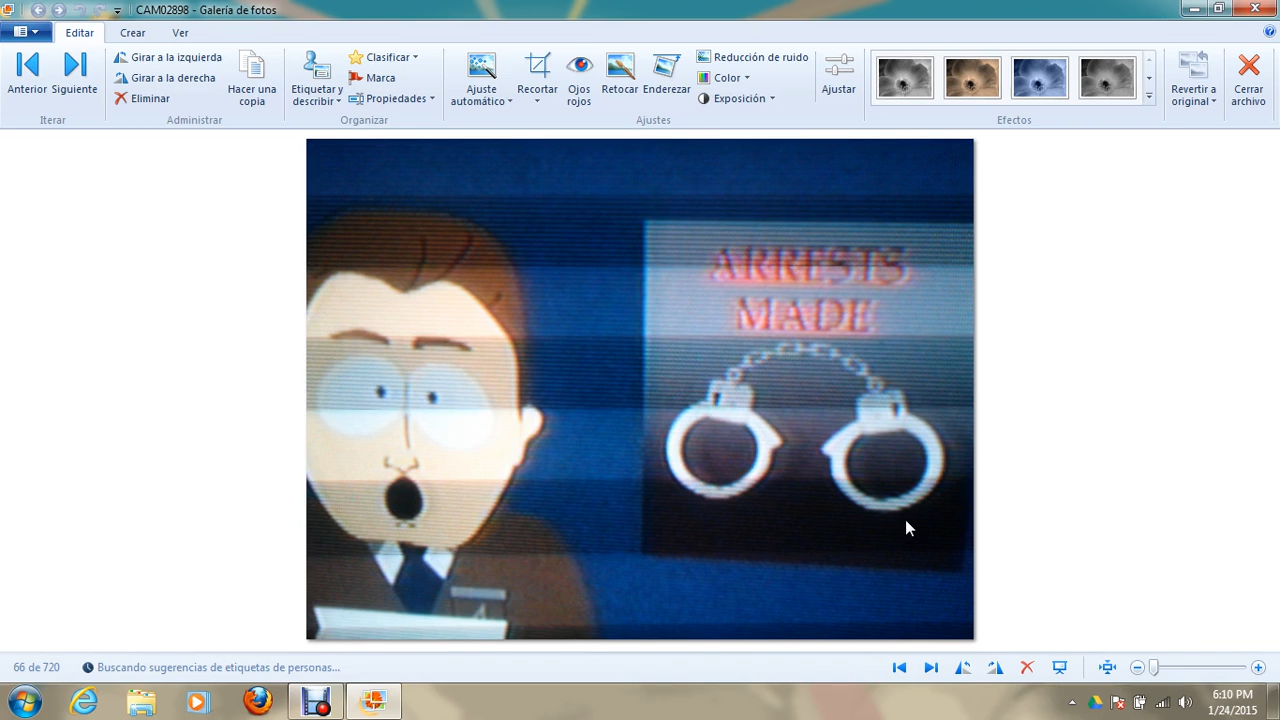 CAM02898 - Galería de fotos
Editar
Crear
Ver
Anterior
Siguiente
Iterar
Girar a la izquierda
Girar a la derecha
Eliminar
Hacer una
copia
Administrar
Etiquetar y
describir
Clasificar
Marca
Propiedades
Organizar
Ajuste
automático
Recortar
Ojos
rojos
Retocar
Enderezar
Reducción de ruido
Color
Exposición
Ajustar
Ajustes
Efectos
Revertir a
original
Cerrar
archivo
ARRESTS
MADE
4
66 de 720
Buscando sugerencias de etiquetas de personas...
6:10 PM
1/24/2015